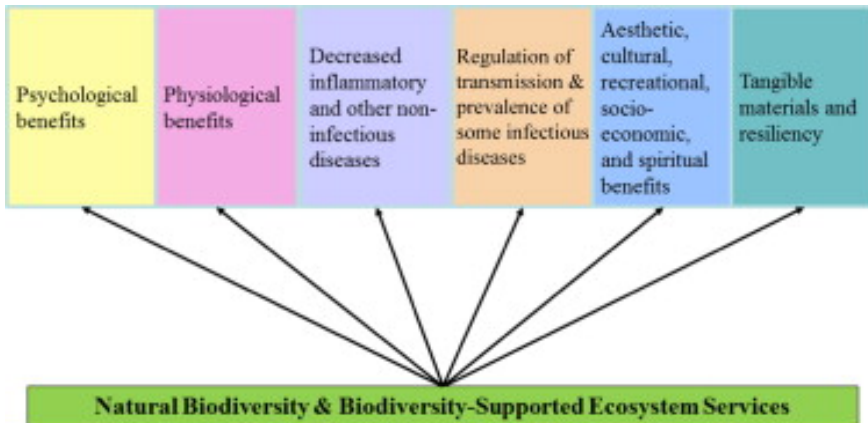 Psychological
benefits
Physiological
benefits
Decreased
inflammatory
and other non-
infectious
diseases
Regulation of
transmission &
prevalence of
some infectious
diseases
Aesthetic,
cultural,
recreational,
socio-
economic,
and spiritual
benefits
Tangible
materials and
resiliency
Natural Biodiversity & Biodiversity-Supported Ecosystem Services